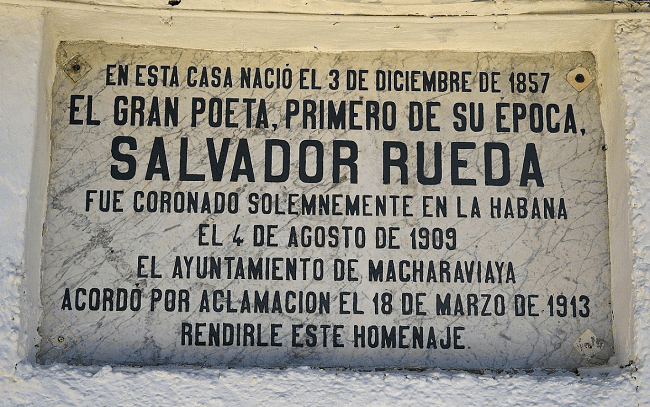 EN ESTA CASA NACIÓ EL 3 DE DICIEMBRE DE 1857
EL GRAN POETA, PRIMERO DE SU EPOCA,
SALVADOR RUEDA
FUE CORONADO SOLEMNEMENTE EN LA HABANA
EL 4 DE AGOSTO DE 1909
EL AYUNTAMIENTO DE MACHARAVIAYA
ACORDÓ POR ACLAMACION EL 18 DE MARZO DE 1913
RENDIRLE ESTE HOMENAJE.